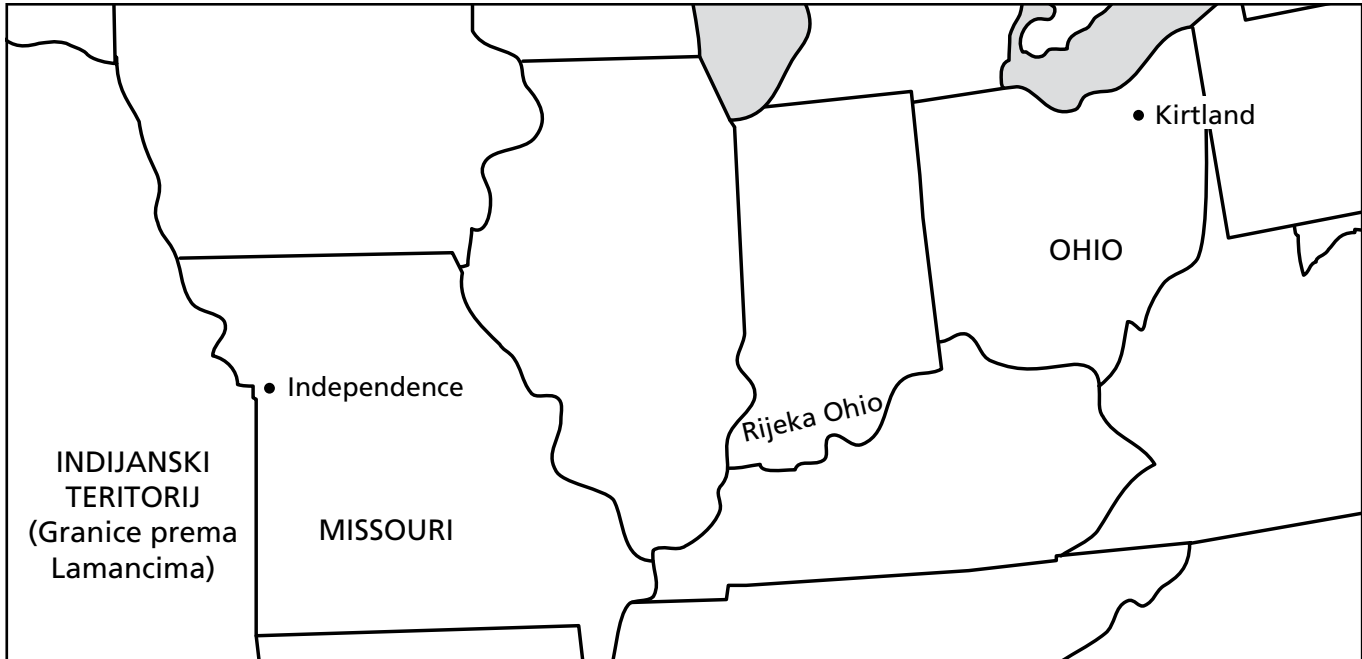 Kirtland
OHIO
Independence
Rijeka Ohio
INDIJANSKI
TERITORIJ
(Granice prema
Lamancima)
MISSOURI